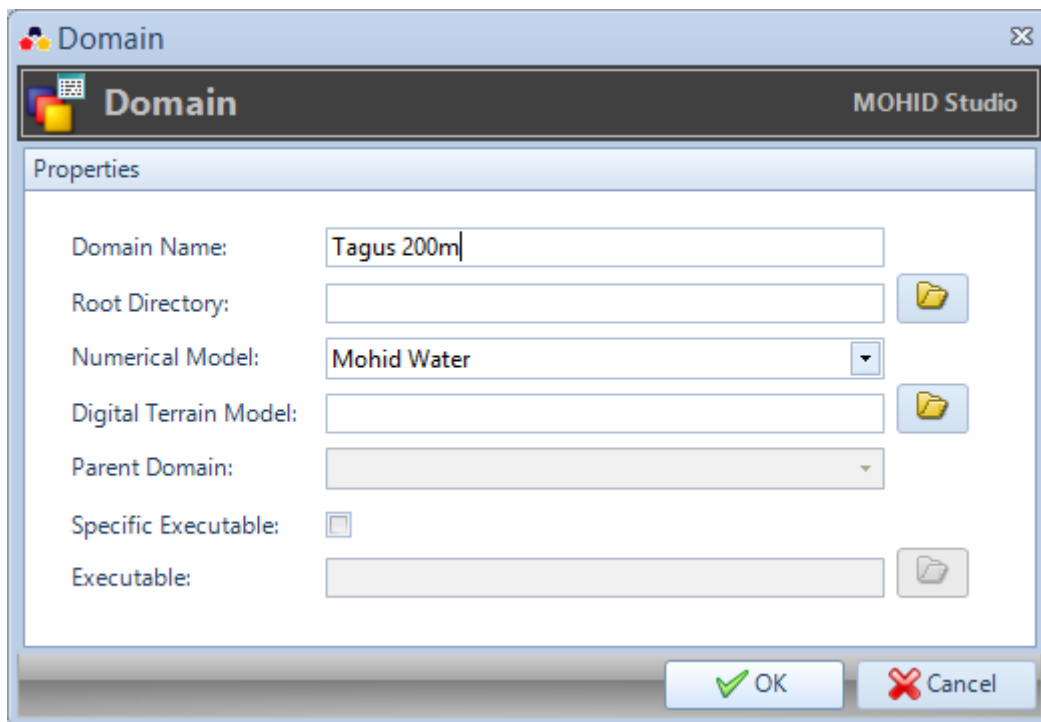 Domain
Domain MOHID Studio
Properties
Domain Name: Tagus 200m
Root Directory:
Numerical Model: Mohid Water
Digital Terrain Model:
Parent Domain:
Specific Executable:
Executable:
OK Cancel